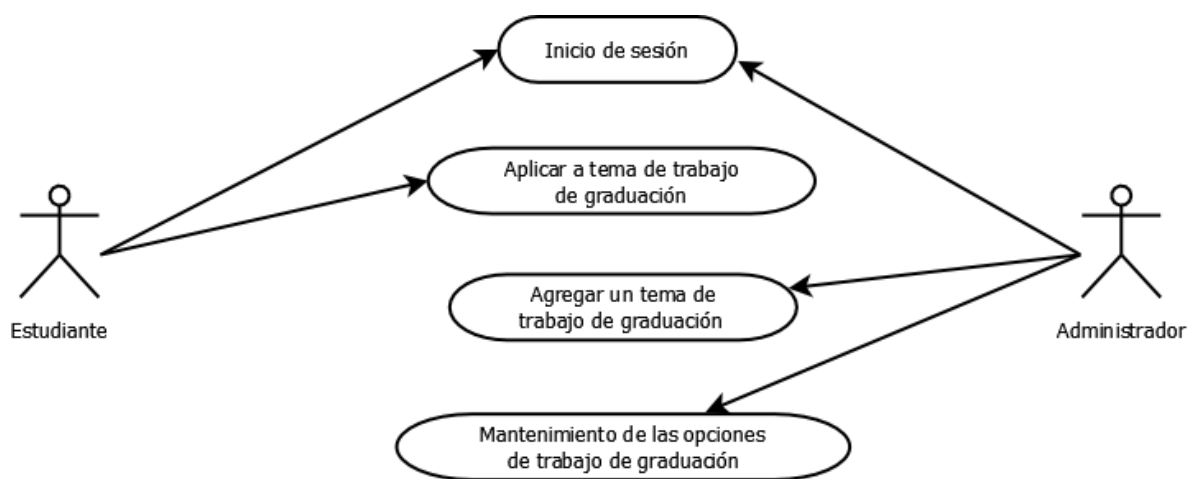 Inicio de sesión
Aplicar a tema de trabajo
de graduación
Agregar un tema de
trabajo de graduación
Estudiante
Administrador
Mantenimiento de las opciones
de trabajo de graduación